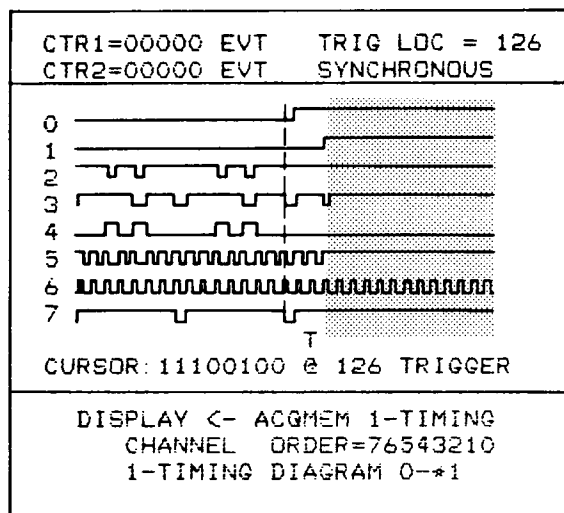 CTR1=00000 EVT TRIG LOC = 126
CTR2=00000 EVT SYNCHRONOUS
0
1
2
3
4
5
6
7
T
CURSOR: 11100100 @ 126 TRIGGER
DISPLAY <- ACQMEM 1-TIMING
CHANNEL ORDER=76543210
1-TIMING DIAGRAM 0-*1